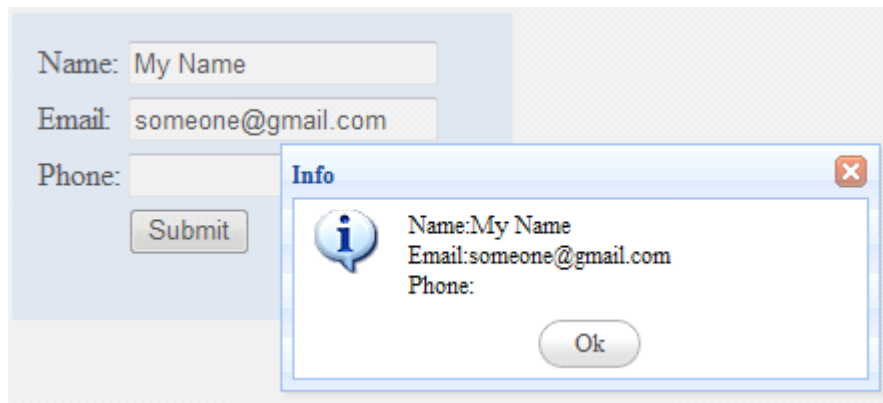 Name: My Name
Email: someone@gmail.com
Phone:
Submit
Info
Name:My Name
Email:someone@gmail.com
Phone:
Ok